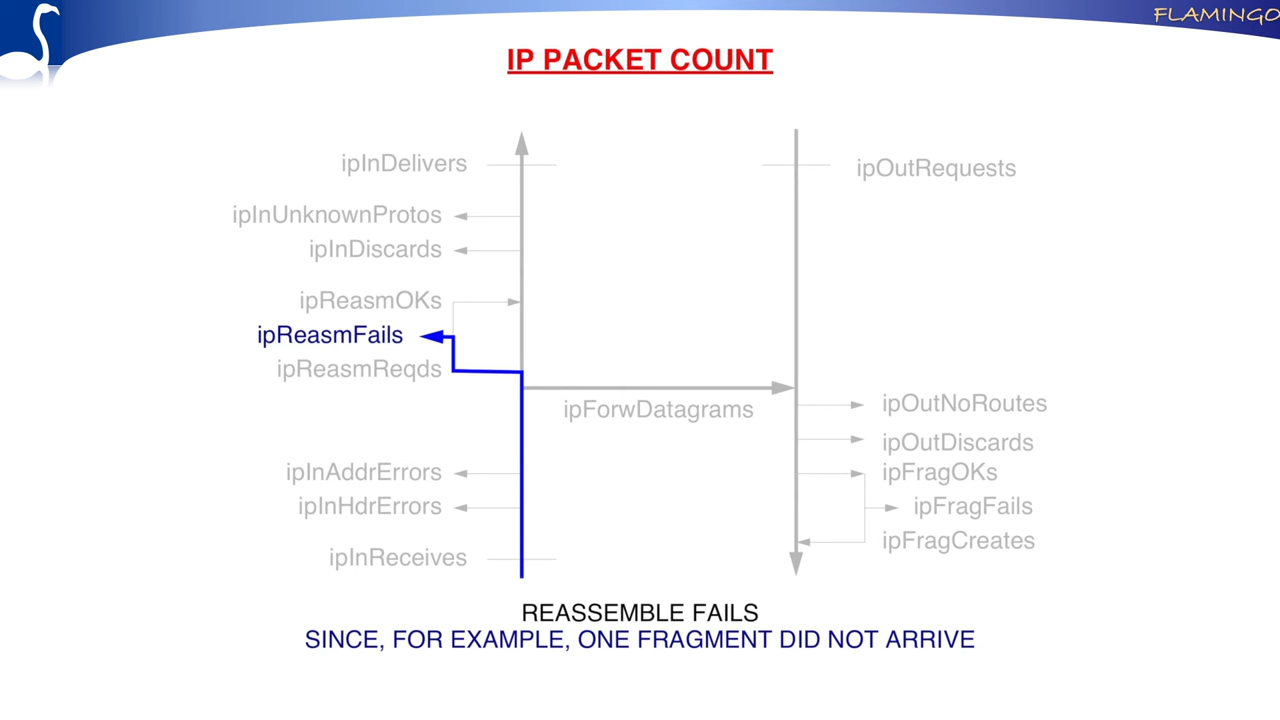 FLAMINGO
IP PACKET COUNT
ipInDelivers
ipInUnknownProtos
ipInDiscards
ipReasmOKs
ipReasmFails
ipReasmReqds
ipInAddrErrors
ipInHdrErrors
ipInReceives
ipForwDatagrams
ipOutRequests
ipOutNoRoutes
ipOutDiscards
ipFragOKs
ipFragFails
ipFragCreates
REASSEMBLE FAILS
SINCE, FOR EXAMPLE, ONE FRAGMENT DID NOT ARRIVE